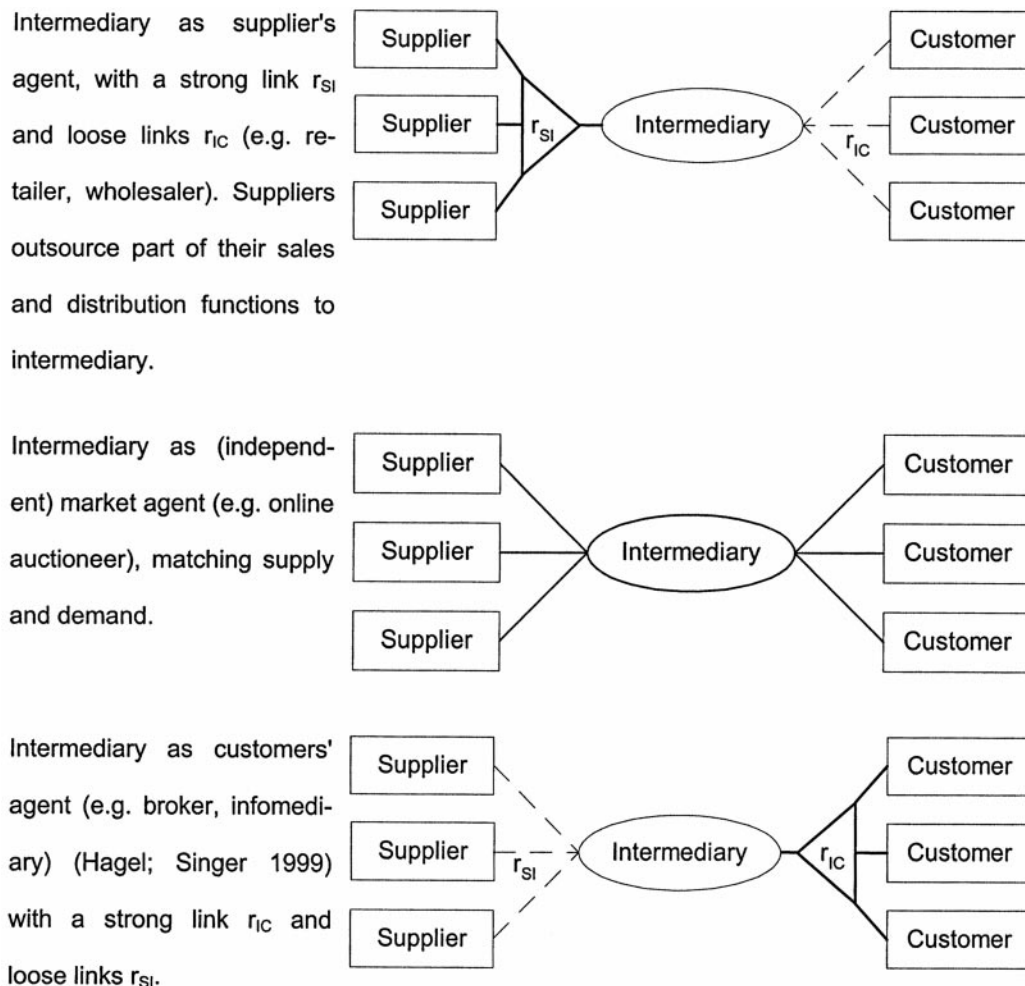 Intermediary as supplier's
agent, with a strong link rSI
and loose links rIC (e.g. re-
tailer, wholesaler). Suppliers
outsource part of their sales
and distribution functions to
intermediary.
Supplier
Supplier
Supplier
rSI
Intermediary
rIC
Customer
Customer
Customer
Intermediary as (independ-
ent) market agent (e.g. online
auctioneer), matching supply
and demand.
Supplier
Supplier
Supplier
Intermediary
Customer
Customer
Customer
Intermediary as customers'
agent (e.g. broker, infomedi-
ary) (Hagel; Singer 1999)
with a strong link rIC and
loose links rSI.
Supplier
Supplier
Supplier
rSI
Intermediary
rIC
Customer
Customer
Customer